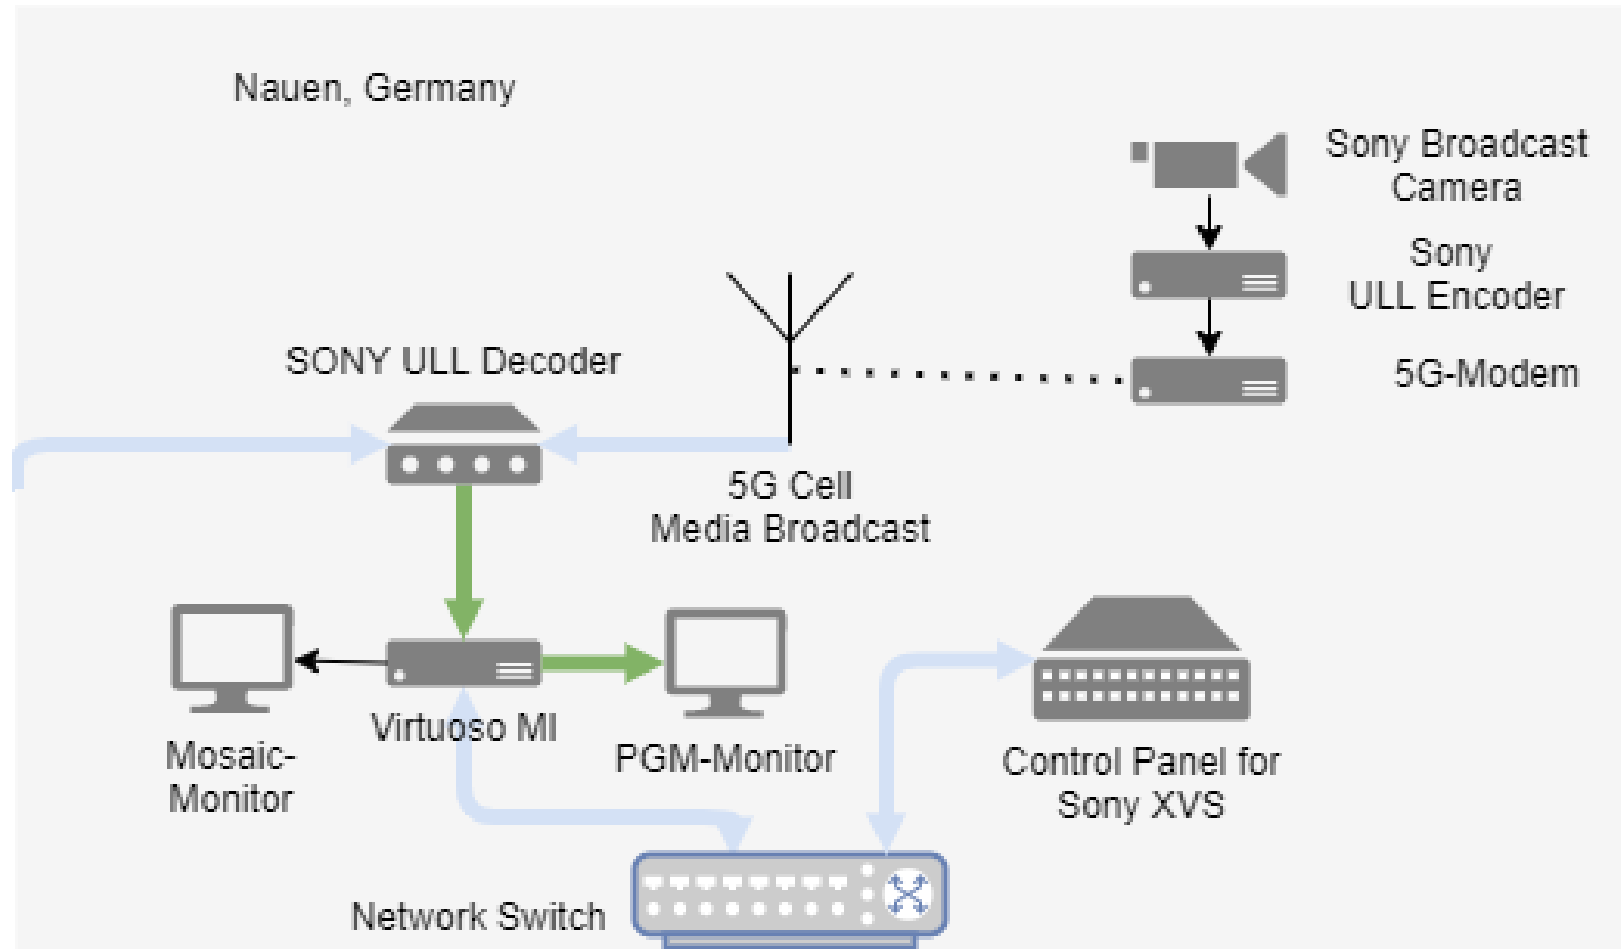 Nauen, Germany
Sony Broadcast
Camera
Sony
ULL Encoder
5G-Modem
SONY ULL Decoder
5G Cell
Media Broadcast
Virtuoso MI
Mosaic-
Monitor
PGM-Monitor
Control Panel for
Sony XVS
Network Switch